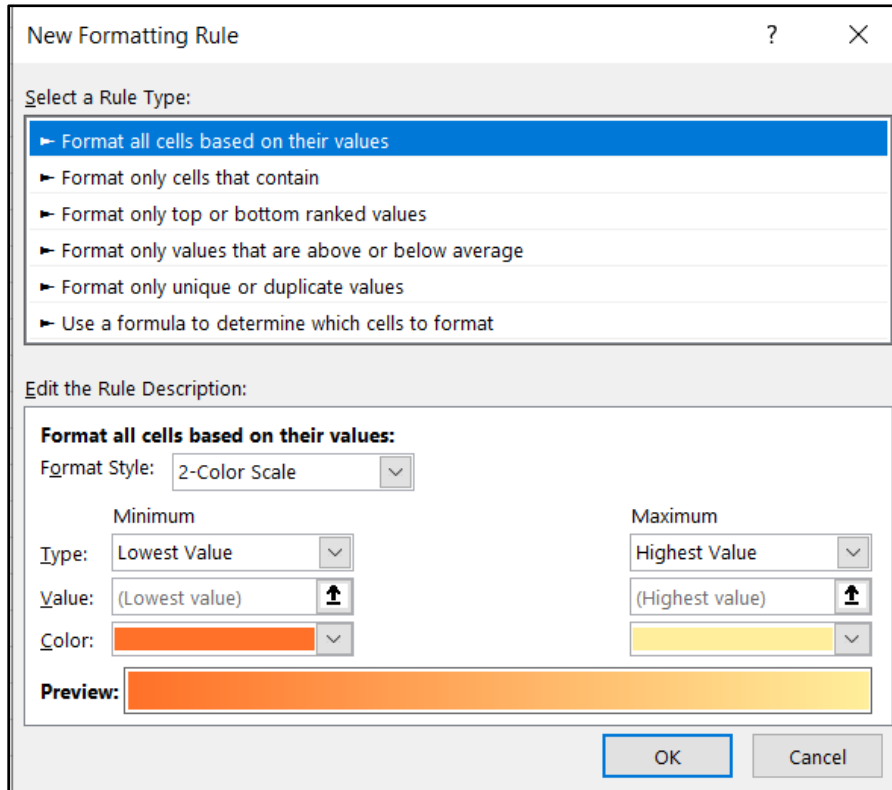 New Formatting Rule ?
Select a Rule Type:
► Format all cells based on their values
► Format only cells that contain
► Format only top or bottom ranked values
► Format only values that are above or below average
► Format only unique or duplicate values
► Use a formula to determine which cells to format
Edit the Rule Description:
Format all cells based on their values:
Format Style: 2-Color Scale
Minimum Maximum
Type: Lowest Value Highest Value
Value: (Lowest value) (Highest value)
Color:
Preview:
OK Cancel